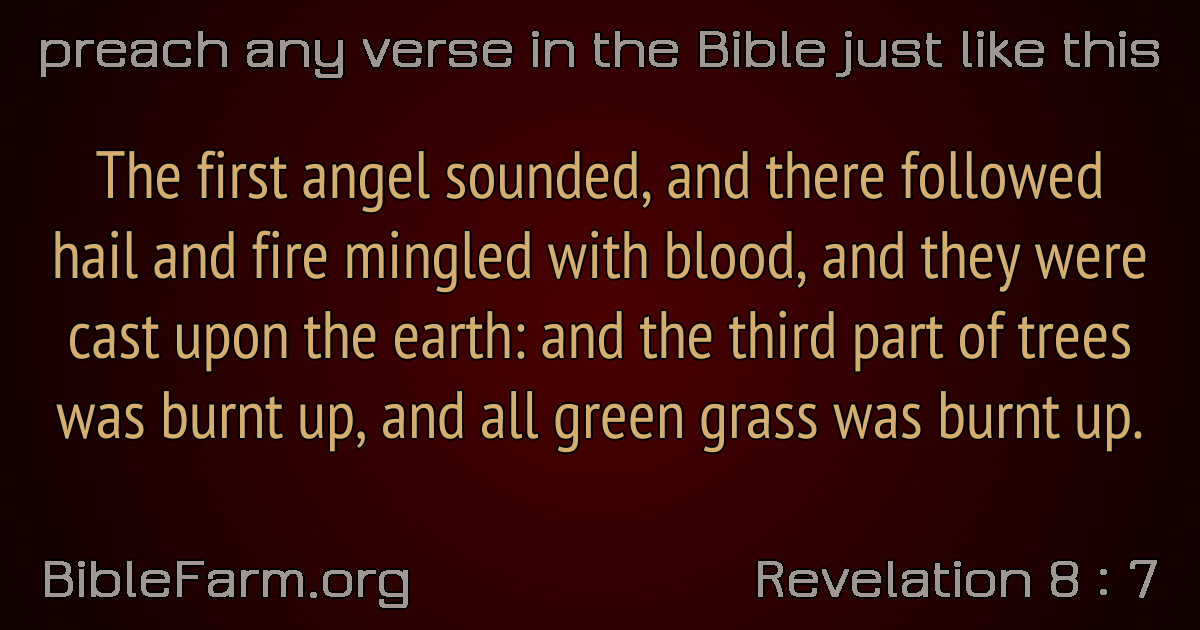 preach any verse in the Bible just like this
The first angel sounded, and there followed
hail and fire mingled with blood, and they were
cast upon the earth: and the third part of trees
was burnt up, and all green grass was burnt up.
BibleFarm.org
Revelation 8 : 7